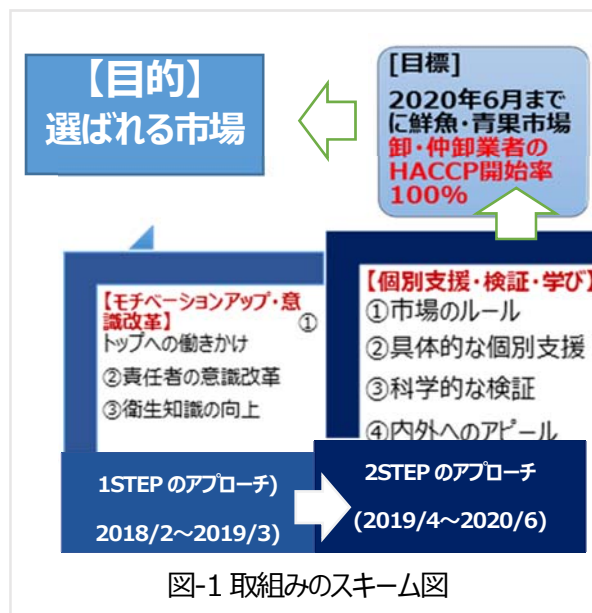 【目的】
選ばれる市場
[目標]
2020年6月まで
に鮮魚・青果市場
卸・仲卸業者の
HACCP開始率
100%
【モチベーションアップ・意
識改革】 ①
トップへの働きかけ
②責任者の意識改革
③衛生知識の向上
【個別支援・検証・学び】
①市場のルール
②具体的な個別支援
③科学的な検証
④内外へのアピール
1STEP のアプローチ)
2018/2～2019/3)
2STEP のアプローチ
(2019/4～2020/6)
図-1 取組みのスキーム図